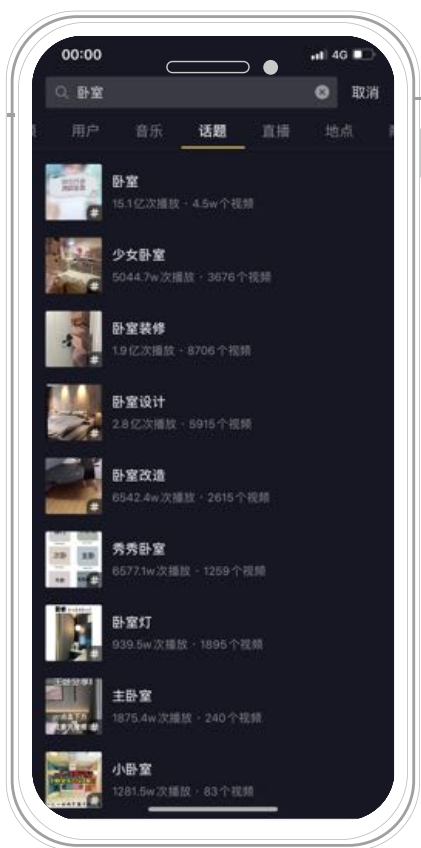 00:00
4G
卧室
取消
用户 音乐 话题 直播 地点
卧室
15.1亿次播放 · 4.5w个视频
少女卧室
5044.7w次播放 · 3676个视频
卧室装修
1.9亿次播放 · 8706个视频
卧室设计
2.8亿次播放 · 5915个视频
卧室改造
6542.4w次播放 · 2615个视频
秀秀卧室
6577.1w次播放 · 1259个视频
次卧 主卧
卧室灯
939.5w次播放 · 1895个视频
主卧室
1875.4w次播放 · 240个视频
小卧室
1281.5w次播放 · 83个视频